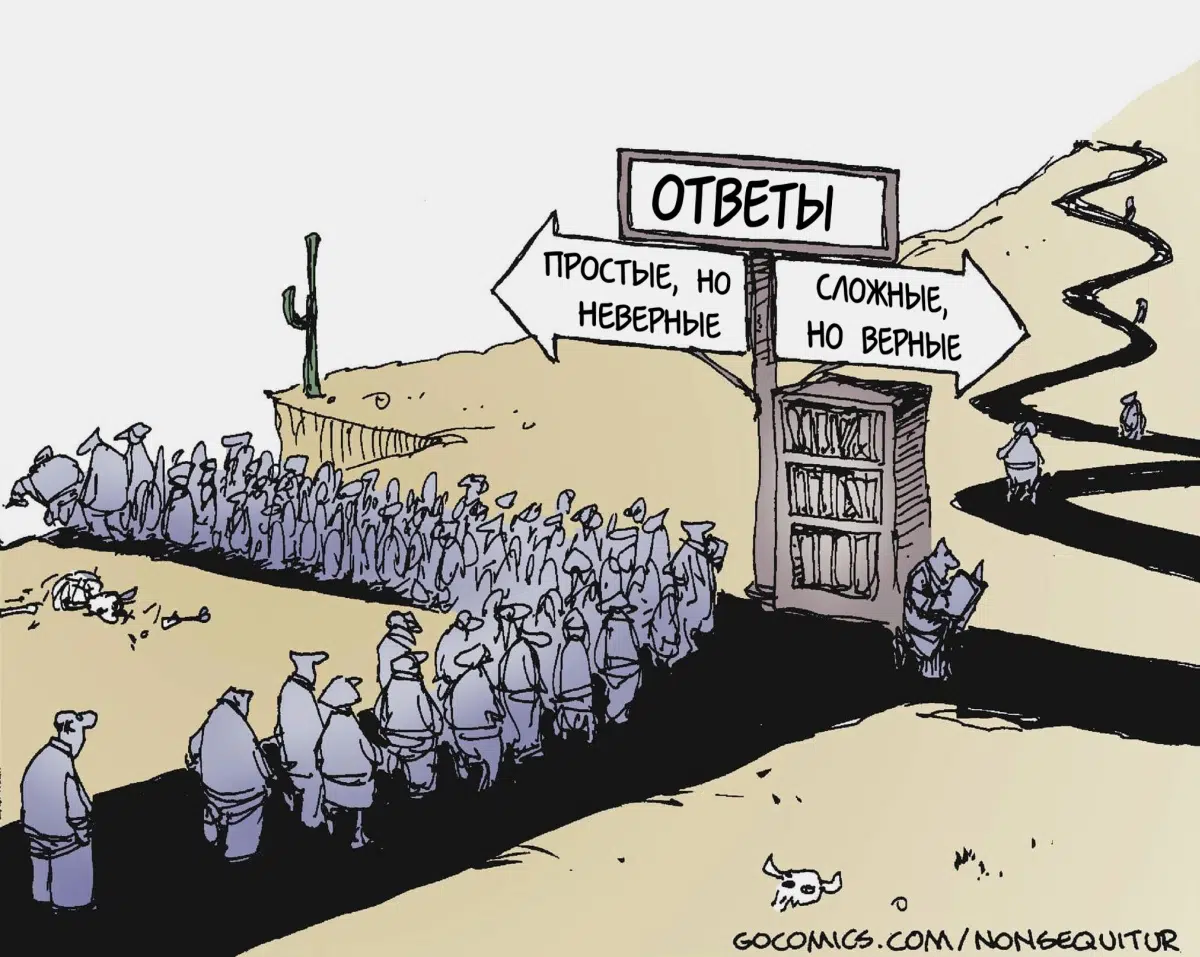 ОТВЕТЫ
ПРОСТЫЕ, НО
НЕВЕРНЫЕ
СЛОЖНЫЕ,
НО ВЕРНЫЕ
GOCOMICS.COM/NONSEQUITUR